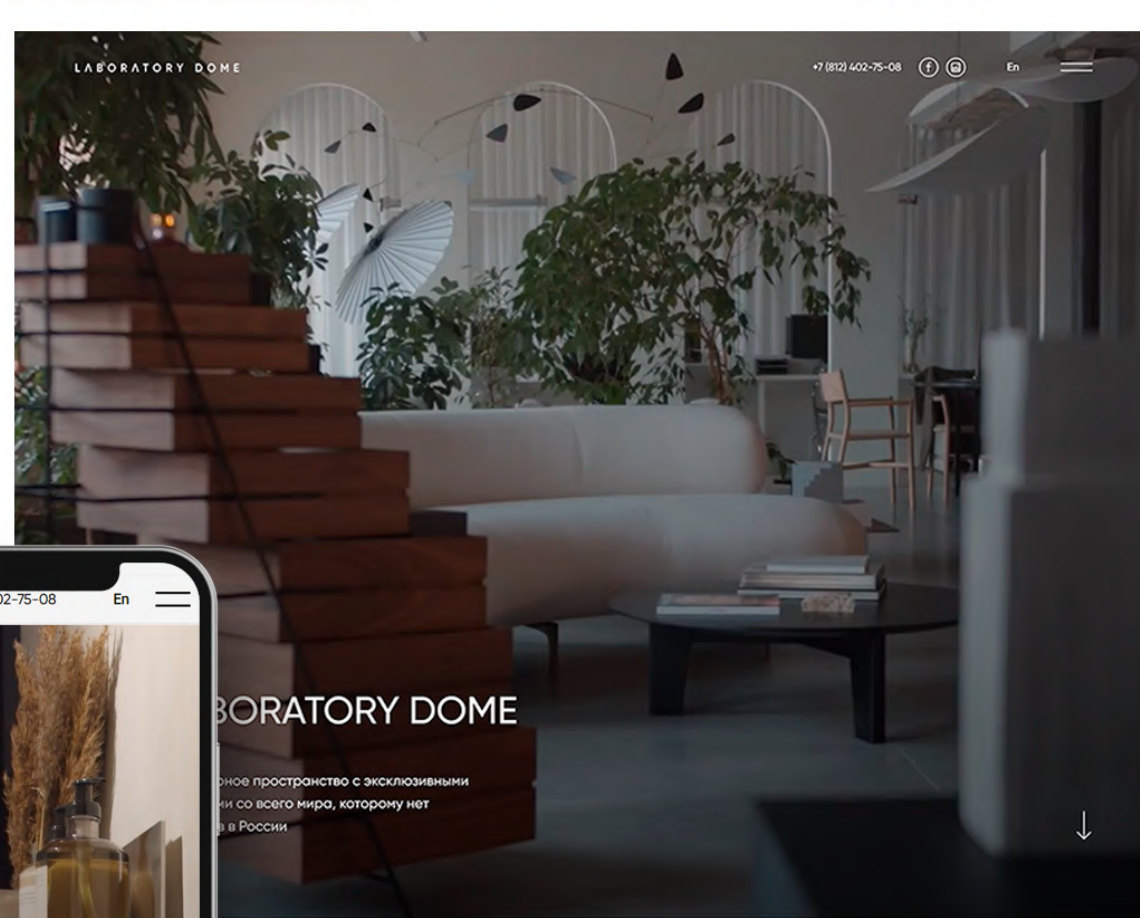 LABORATORY DOME
+7 (812) 402-75-08
En
02-75-08
En
BORATORY DOME
ное пространство с эксклюзивными
ми со всего мира, которому нет
в в России